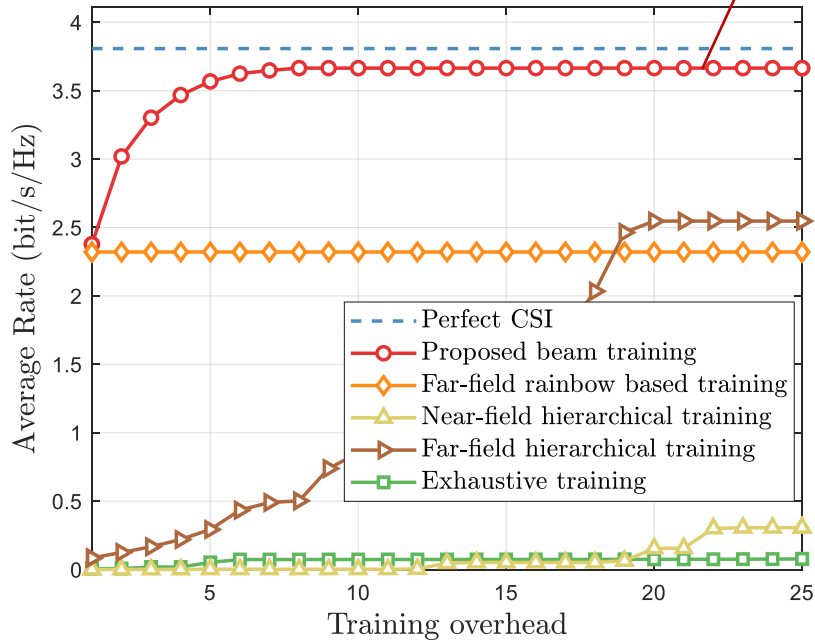 4
3.5
3
2.5
2
1.5
1
0.5
0
Average Rate (bit/s/Hz)
Perfect CSI
Proposed beam training
Far-field rainbow based training
Near-field hierarchical training
Far-field hierarchical training
Exhaustive training
5 10 15 20 25
Training overhead